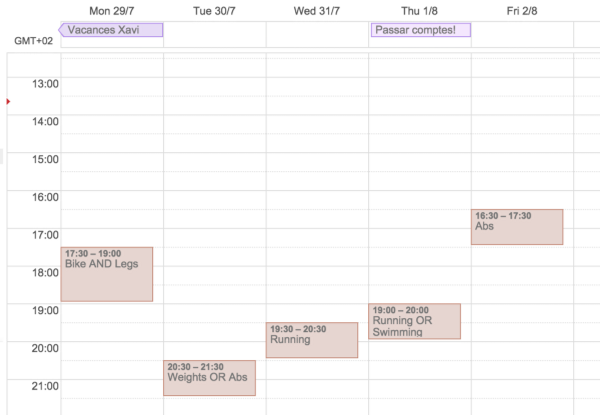 Mon 29/7
Tue 30/7
Wed 31/7
Thu 1/8
Fri 2/8
GMT+02
Vacances Xavi
Passar comptes!
13:00
14:00
15:00
16:00
17:00
18:00
19:00
20:00
21:00
17:30 – 19:00
Bike AND Legs
20:30 – 21:30
Weights OR Abs
19:30 – 20:30
Running
19:00 – 20:00
Running OR
Swimming
16:30 – 17:30
Abs